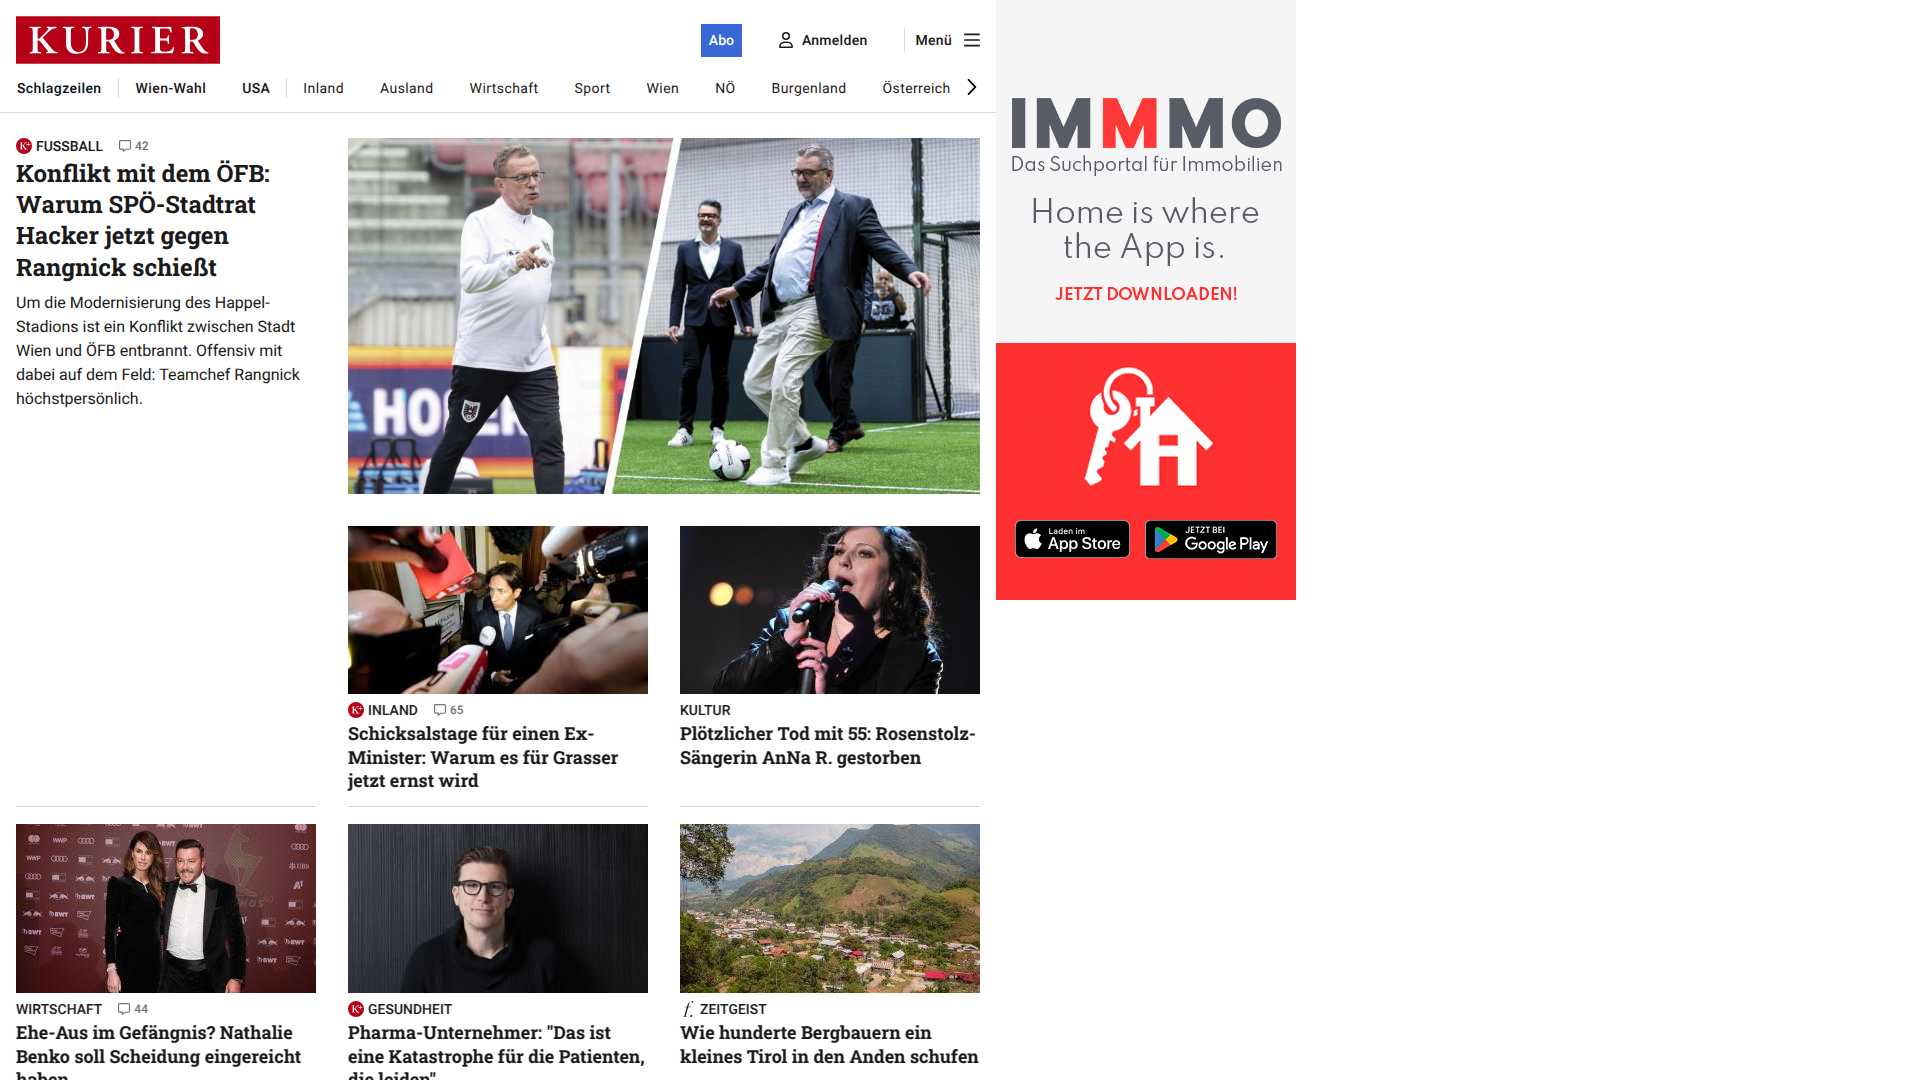 KURIER
Abo
Anmelden
Menü
Schlagzeilen
Wien-Wahl
USA
Inland
Ausland
Wirtschaft
Sport
Wien
NÖ
Burgenland
Österreich
FUSSBALL
42
Konflikt mit dem ÖFB:
Warum SPÖ-Stadtrat
Hacker jetzt gegen
Rangnick schießt
Um die Modernisierung des Happel-
Stadions ist ein Konflikt zwischen Stadt
Wien und ÖFB entbrannt. Offensiv mit
dabei auf dem Feld: Teamchef Rangnick
höchstpersönlich.
INLAND
65
Schicksalstage für einen Ex-
Minister: Warum es für Grasser
jetzt ernst wird
KULTUR
Plötzlicher Tod mit 55: Rosenstolz-
Sängerin AnNa R. gestorben
WIRTSCHAFT
44
Ehe-Aus im Gefängnis? Nathalie
Benko soll Scheidung eingereicht
haben
GESUNDHEIT
Pharma-Unternehmer: "Das ist
eine Katastrophe für die Patienten,
die leiden"
ZEITGEIST
Wie hunderte Bergbauern ein
kleines Tirol in den Anden schufen
IMMMO
Das Suchportal für Immobilien
Home is where
the App is.
JETZT DOWNLOADEN!
Laden im
App Store
JETZT BEI
Google Play